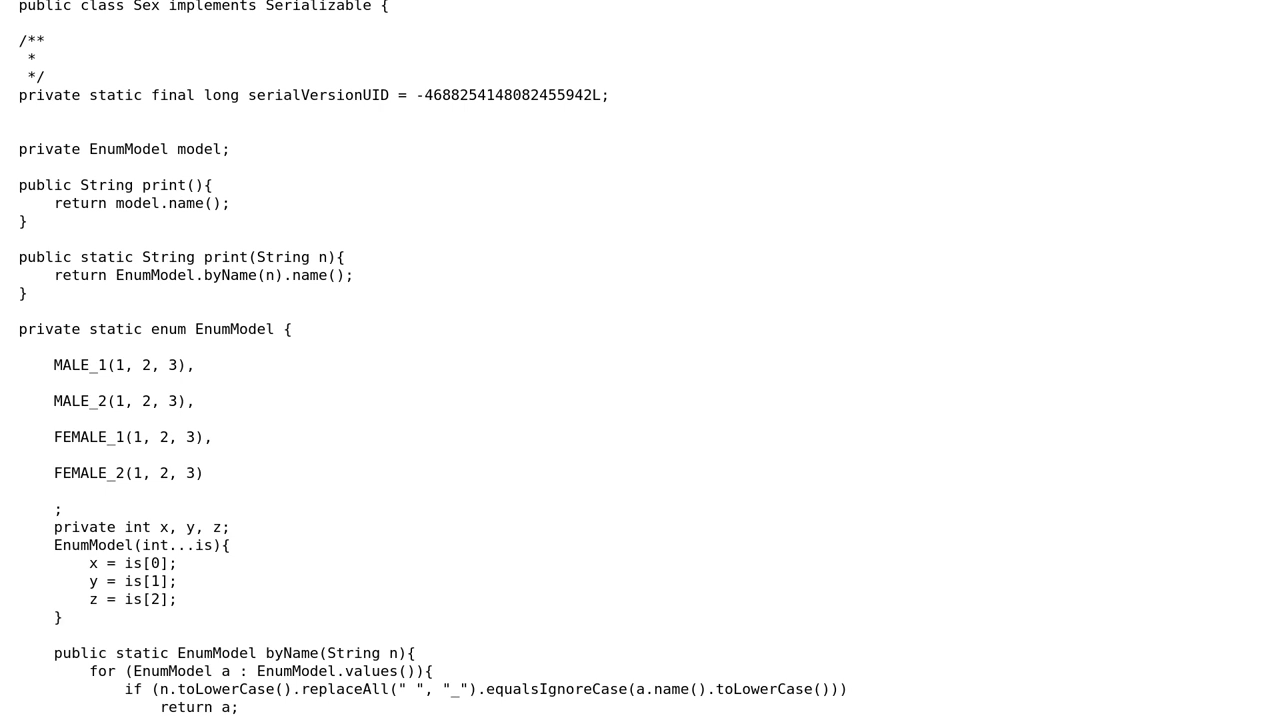 public class Sex implements Serializable {
/**
*
*/
private static final long serialVersionUID = -4688254148082455942L;
private EnumModel model;
public String print(){
return model.name();
}
public static String print(String n){
return EnumModel.byName(n).name();
}
private static enum EnumModel {
MALE_1(1, 2, 3),
MALE_2(1, 2, 3),
FEMALE_1(1, 2, 3),
FEMALE_2(1, 2, 3)
;
private int x, y, z;
EnumModel(int...is){
x = is[0];
y = is[1];
z = is[2];
}
public static EnumModel byName(String n){
for (EnumModel a : EnumModel.values()){
if (n.toLowerCase().replaceAll(" ", "_").equalsIgnoreCase(a.name().toLowerCase()))
return a;